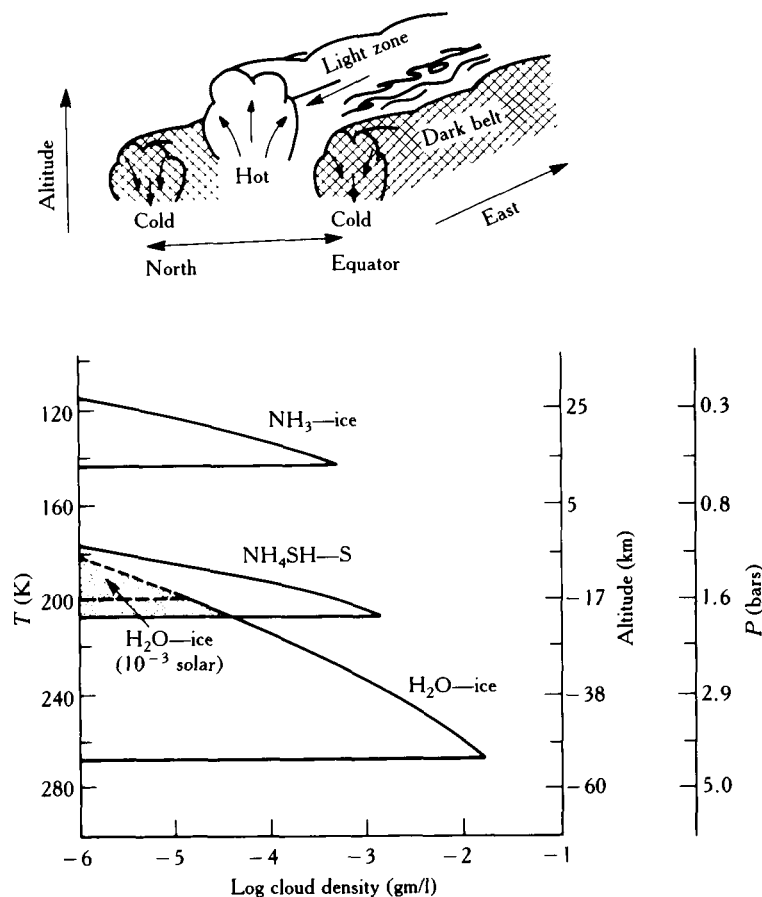 Light zone
Dark belt
Altitude
Hot
Cold
Cold
East
North
Equator
NH₃—ice
120
25
0.3
160
5
0.8
NH₄SH—S
T (K)
200
−17
1.6
Altitude (km)
P (bars)
H₂O—ice
(10⁻³ solar)
H₂O—ice
240
−38
2.9
280
−60
5.0
−6
−5
−4
−3
−2
−1
Log cloud density (gm/l)